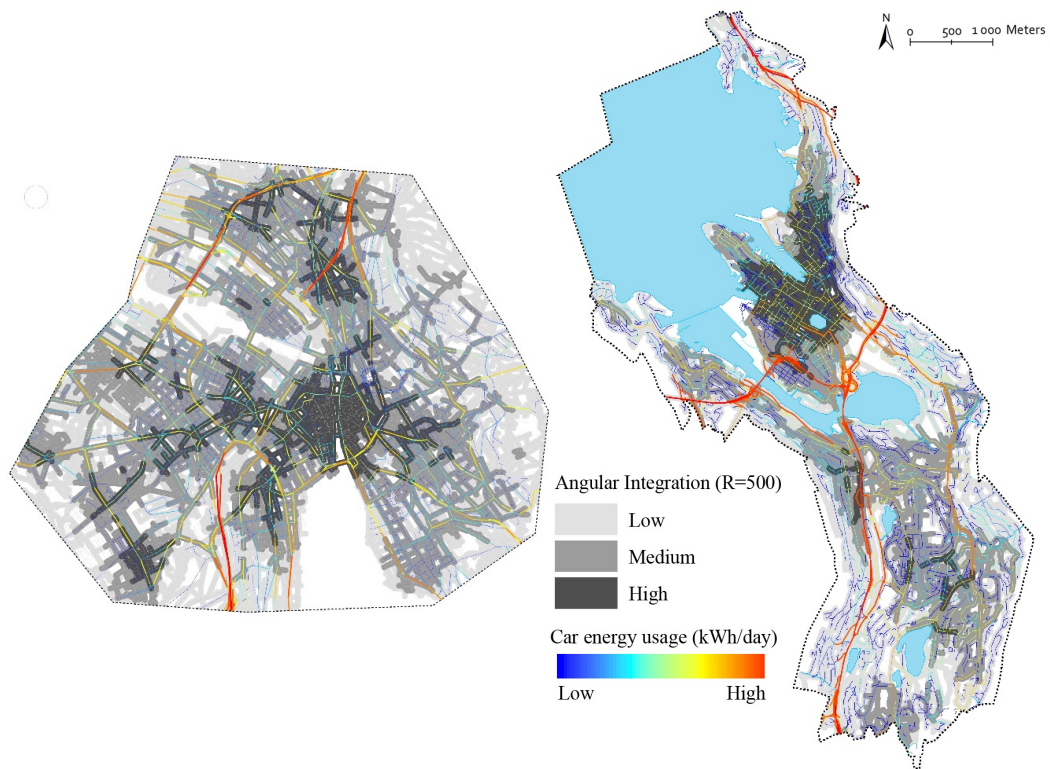 N
0 500 1 000 Meters
Angular Integration (R=500)
Low
Medium
High
Car energy usage (kWh/day)
Low High